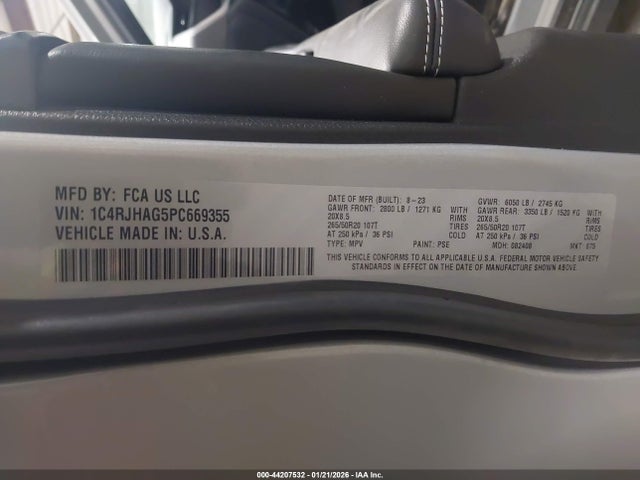 MFD BY: FCA US LLC
VIN: 1C4RJHAG5PC669355
VEHICLE MADE IN: U.S.A.
DATE OF MFR (BUILT): 8-23 GVWR: 6050 LB / 2745 KG
GAWR FRONT: 2800 LB / 1271 KG WITH GAWR REAR: 3350 LB / 1520 KG WITH
20X8.5 RIMS 20X8.5 RIMS
265/50R20 107T TIRES 265/50R20 107T TIRES
AT 250 kPa / 36 PSI COLD AT 250 kPa / 36 PSI COLD
TYPE: MPV PAINT: PSE MDH: 082408
THIS VEHICLE CONFORMS TO ALL APPLICABLE U.S.A. FEDERAL MOTOR VEHICLE SAFETY
STANDARDS IN EFFECT ON THE DATE OF MANUFACTURE SHOWN ABOVE.
000-44207532 - 01/21/2026 - IAA Inc.